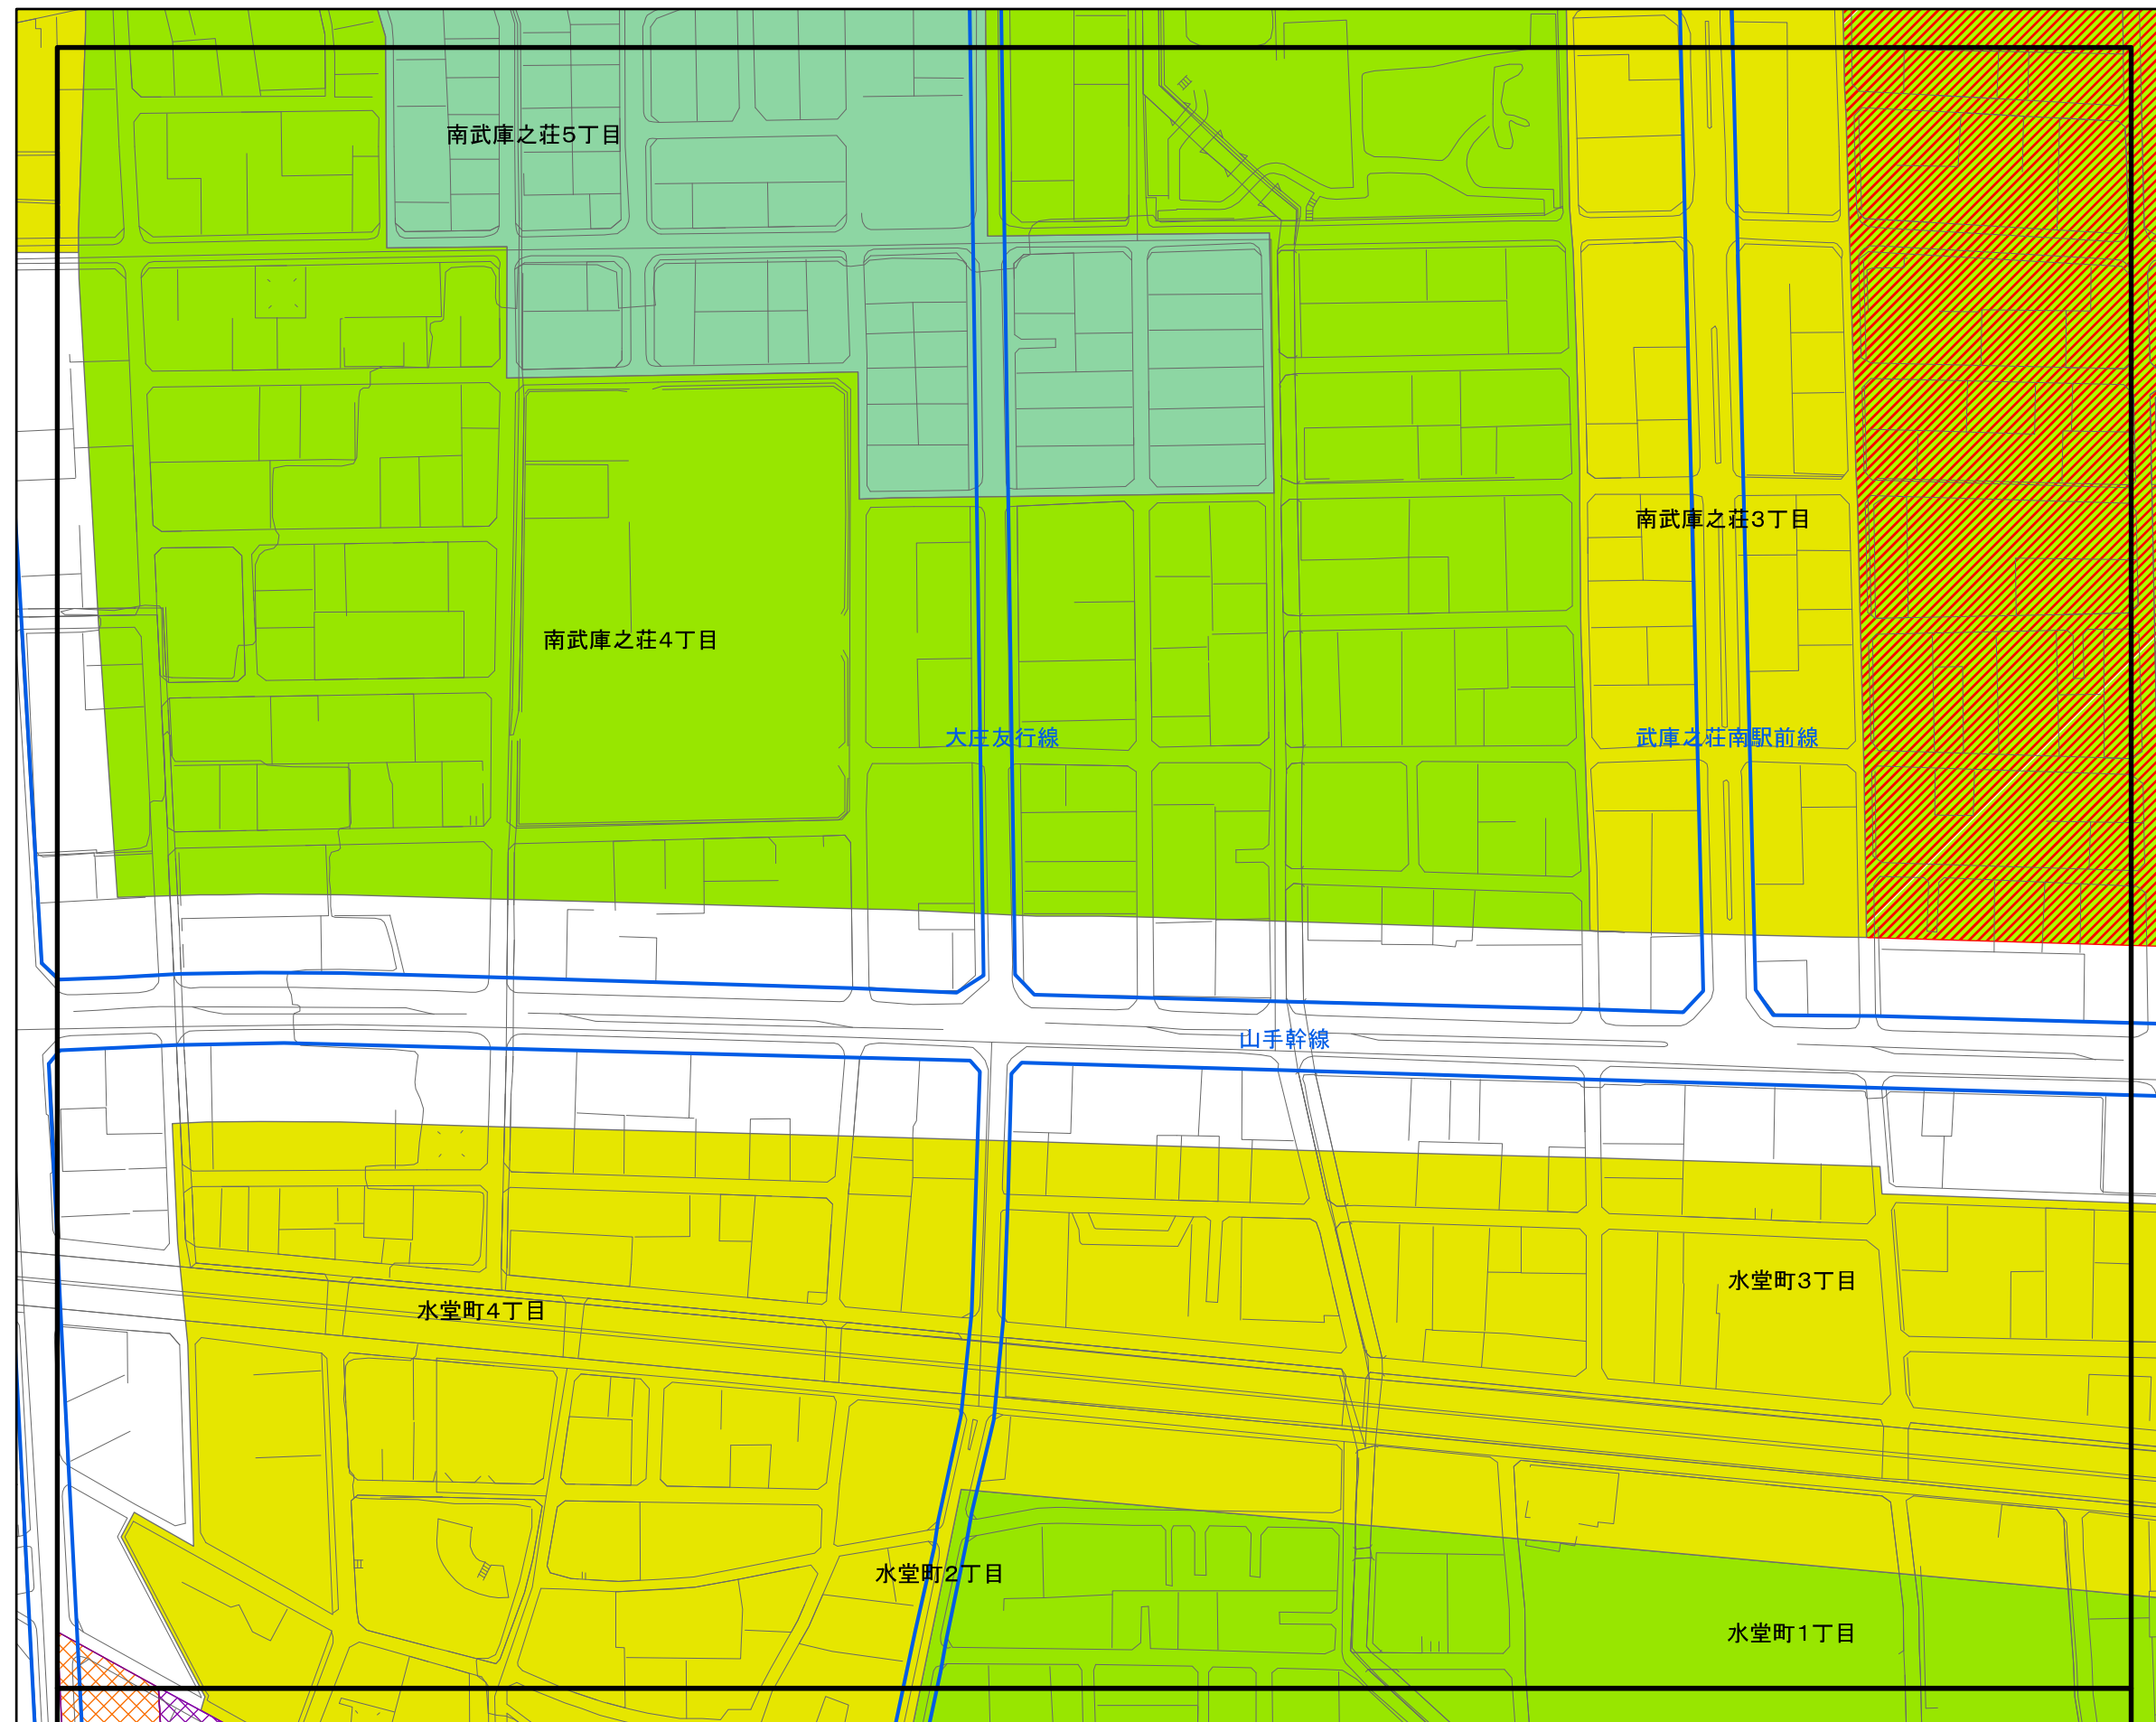 南武庫之荘5丁目
南武庫之荘3丁目
南武庫之荘4丁目
大庄友行線
武庫之荘南駅前線
山手幹線
水堂町3丁目
水堂町4丁目
水堂町2丁目
水堂町1丁目